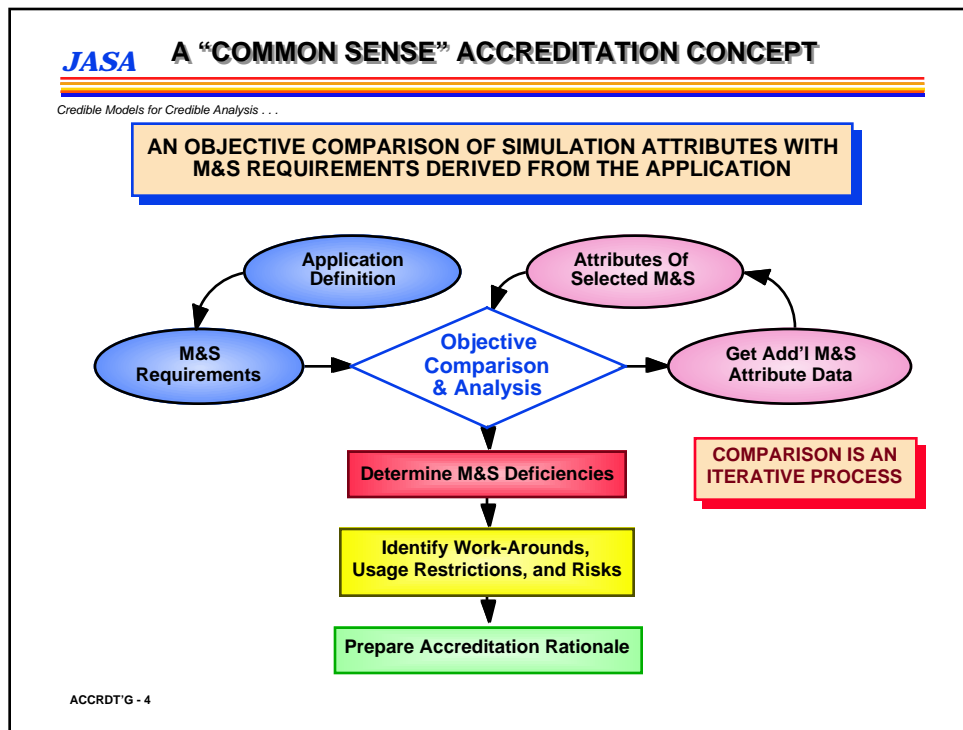 JASA
A “COMMON SENSE” ACCREDITATION CONCEPT
Credible Models for Credible Analysis . . .
AN OBJECTIVE COMPARISON OF SIMULATION ATTRIBUTES WITH
M&S REQUIREMENTS DERIVED FROM THE APPLICATION
Application
Definition
Attributes Of
Selected M&S
M&S
Requirements
Objective
Comparison
& Analysis
Get Add’l M&S
Attribute Data
Determine M&S Deficiencies
COMPARISON IS AN
ITERATIVE PROCESS
Identify Work-Arounds,
Usage Restrictions, and Risks
Prepare Accreditation Rationale
ACCRDT’G - 4